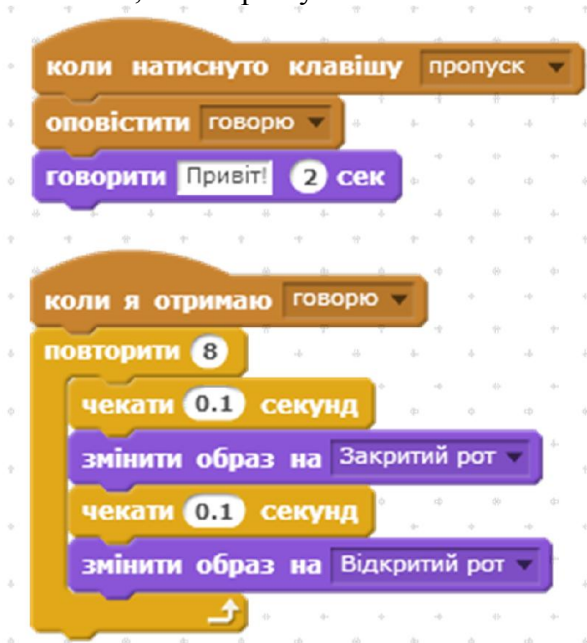 коли натиснуто клавішу пропуск
оповістити говорю
говорити Привіт! 2 сек
коли я отримаю говорю
повторити 8
чекати 0.1 секунд
змінити образ на Закритий рот
чекати 0.1 секунд
змінити образ на Відкритий рот